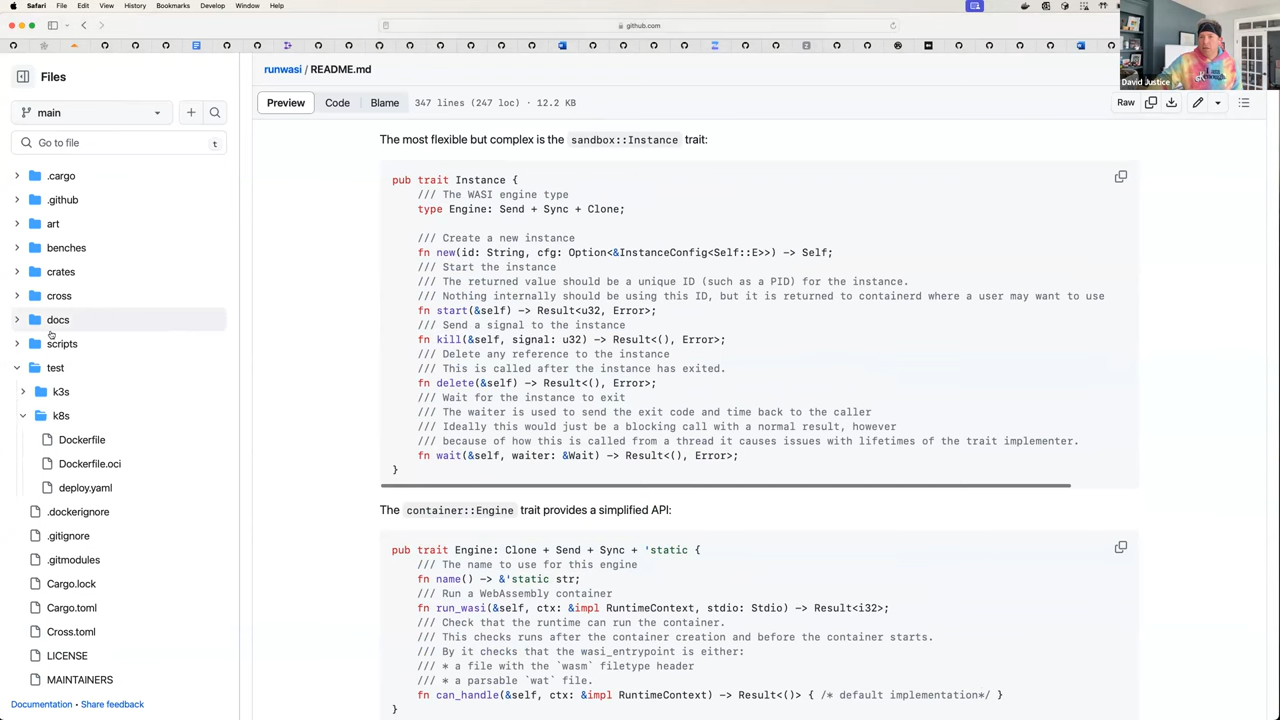 Safari File Edit View History Bookmarks Develop Window Help
github.com
David Justice
Files
main
Go to file
t
.cargo
.github
art
benches
crates
cross
docs
scripts
test
k3s
k8s
Dockerfile
Dockerfile.oci
deploy.yaml
.dockerignore
.gitignore
.gitmodules
Cargo.lock
Cargo.toml
Cross.toml
LICENSE
MAINTAINERS
Documentation • Share feedback
runwasi / README.md
Preview Code Blame 347 lines (247 loc) • 12.2 KB
Raw
The most flexible but complex is the sandbox::Instance trait:
pub trait Instance {
/// The WASI engine type
type Engine: Send + Sync + Clone;
/// Create a new instance
fn new(id: String, cfg: Option<&InstanceConfig<Self::E>>) -> Self;
/// Start the instance
/// The returned value should be a unique ID (such as a PID) for the instance.
/// Nothing internally should be using this ID, but it is returned to containerd where a user may want to use
fn start(&self) -> Result<u32, Error>;
/// Send a signal to the instance
fn kill(&self, signal: u32) -> Result<(), Error>;
/// Delete any reference to the instance
/// This is called after the instance has exited.
fn delete(&self) -> Result<(), Error>;
/// Wait for the instance to exit
/// The waiter is used to send the exit code and time back to the caller
/// Ideally this would just be a blocking call with a normal result, however
/// because of how this is called from a thread it causes issues with lifetimes of the trait implementer.
fn wait(&self, waiter: &Wait) -> Result<(), Error>;
}
The container::Engine trait provides a simplified API:
pub trait Engine: Clone + Send + Sync + 'static {
/// The name to use for this engine
fn name() -> &'static str;
/// Run a WebAssembly container
fn run_wasi(&self, ctx: &impl RuntimeContext, stdio: Stdio) -> Result<i32>;
/// Check that the runtime can run the container.
/// This checks runs after the container creation and before the container starts.
/// By it checks that the wasi_entrypoint is either:
/// * a file with the `wasm` filetype header
/// * a parsable `wat` file.
fn can_handle(&self, ctx: &impl RuntimeContext) -> Result<()> { /* default implementation*/ }
}